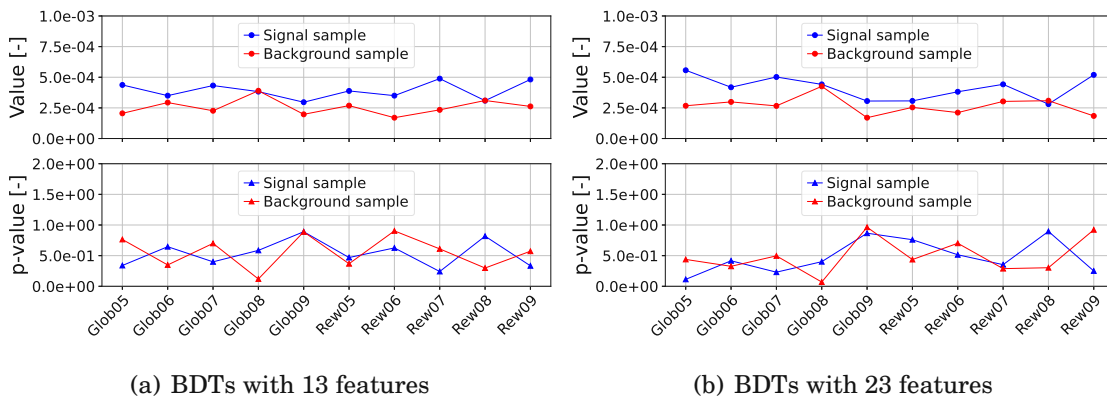 1.0e-03
7.5e-04
5.0e-04
2.5e-04
0.0e+00
Value [-]
Signal sample
Background sample
2.0e+00
1.5e+00
1.0e+00
5.0e-01
0.0e+00
p-value [-]
Signal sample
Background sample
Glob05
Glob06
Glob07
Glob08
Glob09
Rew05
Rew06
Rew07
Rew08
Rew09
(a) BDTs with 13 features
1.0e-03
7.5e-04
5.0e-04
2.5e-04
0.0e+00
Value [-]
Signal sample
Background sample
2.0e+00
1.5e+00
1.0e+00
5.0e-01
0.0e+00
p-value [-]
Signal sample
Background sample
Glob05
Glob06
Glob07
Glob08
Glob09
Rew05
Rew06
Rew07
Rew08
Rew09
(b) BDTs with 23 features